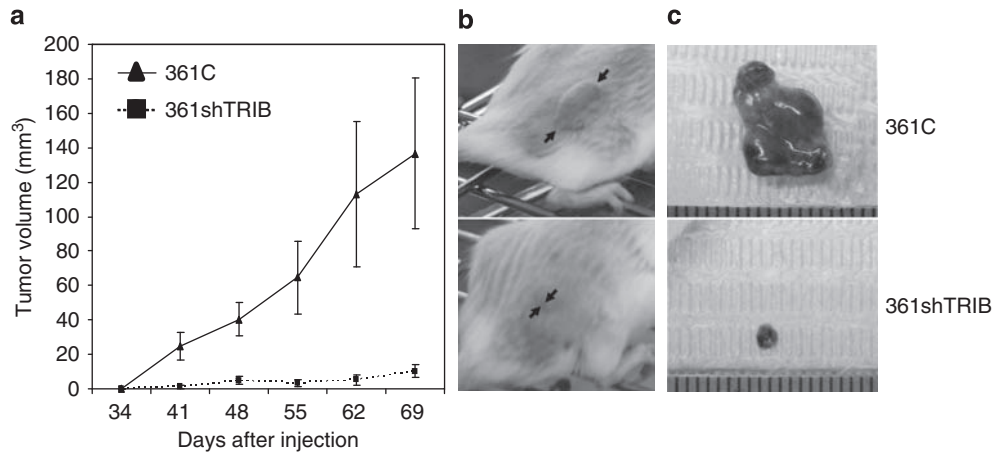 a
b
c
200
180
160
140
120
100
80
60
40
20
0
Tumor volume (mm³)
361C
361shTRIB
34 41 48 55 62 69
Days after injection
361C
361shTRIB